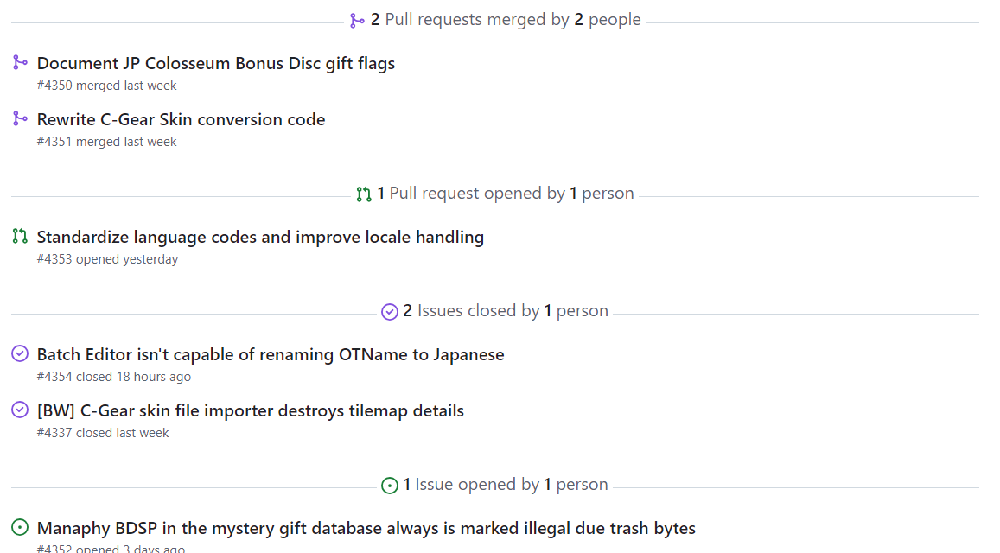 2 Pull requests merged by 2 people
Document JP Colosseum Bonus Disc gift flags
#4350 merged last week
Rewrite C-Gear Skin conversion code
#4351 merged last week
1 Pull request opened by 1 person
Standardize language codes and improve locale handling
#4353 opened yesterday
2 Issues closed by 1 person
Batch Editor isn't capable of renaming OTName to Japanese
#4354 closed 18 hours ago
[BW] C-Gear skin file importer destroys tilemap details
#4337 closed last week
1 Issue opened by 1 person
Manaphy BDSP in the mystery gift database always is marked illegal due trash bytes
#4352 opened 3 days ago